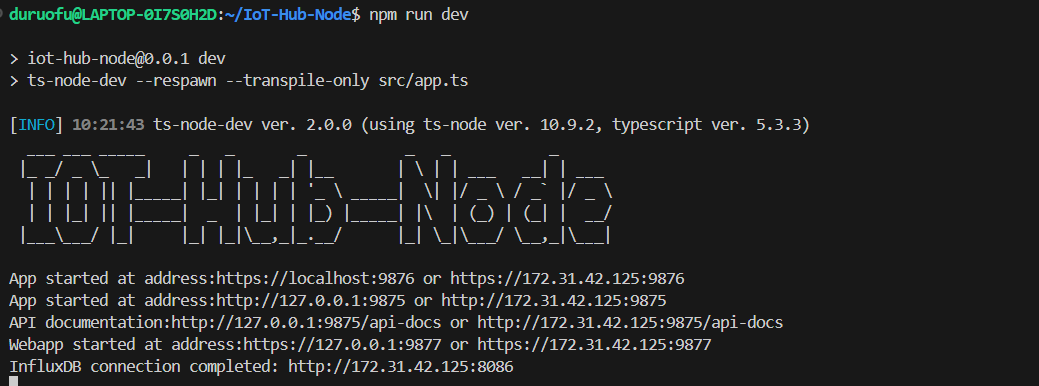 duruofu@LAPTOP-0I7S0H2D:~/IoT-Hub-Node$ npm run dev
> iot-hub-node@0.0.1 dev
> ts-node-dev --respawn --transpile-only src/app.ts
[INFO] 10:21:43 ts-node-dev ver. 2.0.0 (using ts-node ver. 10.9.2, typescript ver. 5.3.3)
IOT-Hub-Node
App started at address:https://localhost:9876 or https://172.31.42.125:9876
App started at address:http://127.0.0.1:9875 or http://172.31.42.125:9875
API documentation:http://127.0.0.1:9875/api-docs or http://172.31.42.125:9875/api-docs
Webapp started at address:https://127.0.0.1:9877 or https://172.31.42.125:9877
InfluxDB connection completed: http://172.31.42.125:8086